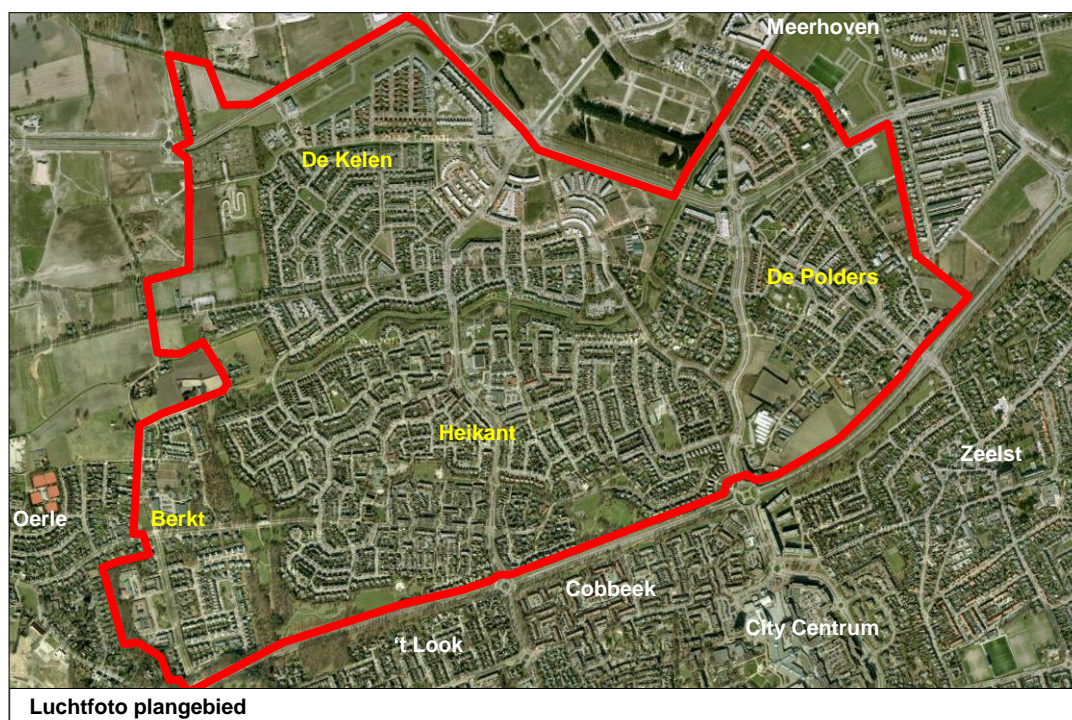 Meerhoven
De Kelen
De Polders
Heikant
Zeelst
Oerle
Berkt
Cobbeek
City Centrum
‘t Look
Luchtfoto plangebied